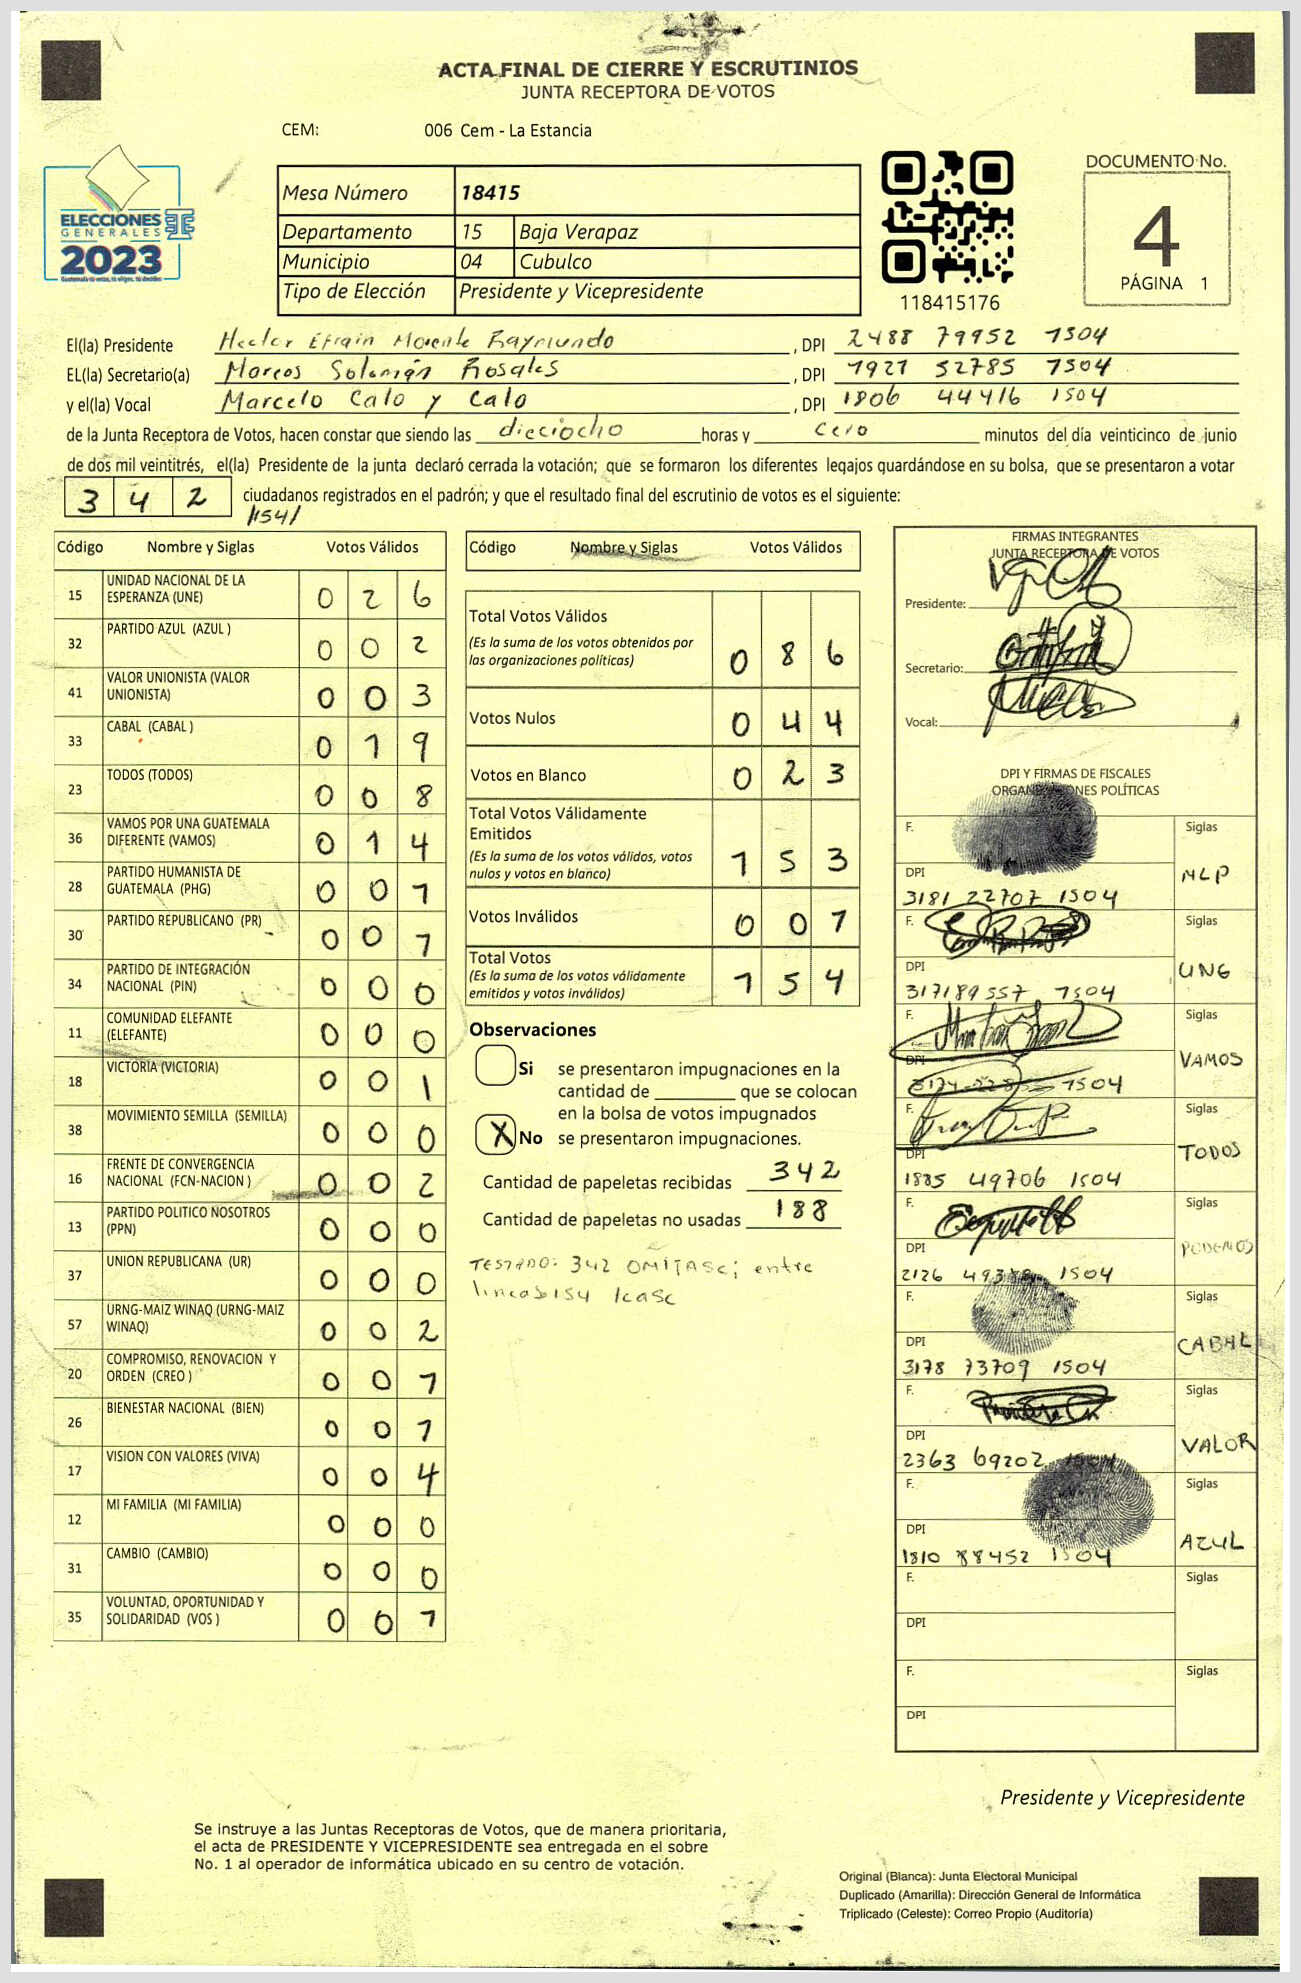 ACTA FINAL DE CIERRE Y ESCRUTINIOS
JUNTA RECEPTORA DE VOTOS
CEM: 006 Cem - La Estancia
ELECCIONES
GENERALES
2023
Mesa Número 18415
Departamento 15 Baja Verapaz
Municipio 04 Cubulco
Tipo de Elección Presidente y Vicepresidente
118415176
DOCUMENTO No.
4
PÁGINA 1
El(la) Presidente Hector Efrain Morente Raymundo , DPI 2488 79952 1504
EL(la) Secretario(a) Marcos Solomán Rosales , DPI 1927 52785 1504
y el(la) Vocal Marcelo Calo y Calo , DPI 1806 44416 1504
de la Junta Receptora de Votos, hacen constar que siendo las dieciocho horas y cero minutos del día veinticinco de junio
de dos mil veintitrés, el(la) Presidente de la junta declaró cerrada la votación; que se formaron los diferentes legajos guardándose en su bolsa, que se presentaron a votar
3 4 2 ciudadanos registrados en el padrón; y que el resultado final del escrutinio de votos es el siguiente:
/154/
Código Nombre y Siglas Votos Válidos
15 UNIDAD NACIONAL DE LA ESPERANZA (UNE) 0 2 6
32 PARTIDO AZUL (AZUL ) 0 0 2
41 VALOR UNIONISTA (VALOR UNIONISTA) 0 0 3
33 CABAL (CABAL ) 0 1 9
23 TODOS (TODOS) 0 0 8
36 VAMOS POR UNA GUATEMALA DIFERENTE (VAMOS) 0 1 4
28 PARTIDO HUMANISTA DE GUATEMALA (PHG) 0 0 1
30 PARTIDO REPUBLICANO (PR) 0 0 1
34 PARTIDO DE INTEGRACIÓN NACIONAL (PIN) 0 0 0
11 COMUNIDAD ELEFANTE (ELEFANTE) 0 0 0
18 VICTORIA (VICTORIA) 0 0 1
38 MOVIMIENTO SEMILLA (SEMILLA) 0 0 0
16 FRENTE DE CONVERGENCIA NACIONAL (FCN-NACION ) 0 0 2
13 PARTIDO POLITICO NOSOTROS (PPN) 0 0 0
37 UNION REPUBLICANA (UR) 0 0 0
57 URNG-MAIZ WINAQ (URNG-MAIZ WINAQ) 0 0 2
20 COMPROMISO, RENOVACION Y ORDEN (CREO ) 0 0 1
26 BIENESTAR NACIONAL (BIEN) 0 0 1
17 VISION CON VALORES (VIVA) 0 0 4
12 MI FAMILIA (MI FAMILIA) 0 0 0
31 CAMBIO (CAMBIO) 0 0 0
35 VOLUNTAD, OPORTUNIDAD Y SOLIDARIDAD (VOS ) 0 0 1
Código Nombre y Siglas Votos Válidos
Total Votos Válidos 0 8 6
(Es la suma de los votos obtenidos por
las organizaciones políticas)
Votos Nulos 0 4 4
Votos en Blanco 0 2 3
Total Votos Válidamente
Emitidos 1 5 3
(Es la suma de los votos válidos, votos
nulos y votos en blanco)
Votos Inválidos 0 0 1
Total Votos 1 5 4
(Es la suma de los votos válidamente
emitidos y votos inválidos)
Observaciones
Si se presentaron impugnaciones en la
cantidad de ________ que se colocan
en la bolsa de votos impugnados
X No se presentaron impugnaciones.
Cantidad de papeletas recibidas 342
Cantidad de papeletas no usadas 188
TESTADO: 342 OMITASE; entre
lineas 154 lease
FIRMAS INTEGRANTES
JUNTA RECEPTORA DE VOTOS
Presidente:
Secretario:
Vocal:
DPI Y FIRMAS DE FISCALES
ORGANIZACIONES POLÍTICAS
F. Siglas
DPI MLP
3181 22707 1504
F. Siglas
DPI UNE
317189557 1504
F. Siglas
DPI VAMOS
1504
F. Siglas
DPI TODOS
1885 49706 1504
F. Siglas
DPI PODEMOS
2126 1504
F. Siglas
DPI CABAL
3178 73709 1504
F. Siglas
DPI VALOR
2363 69202 1504
F. Siglas
DPI AZUL
1810 88452 1504
F. Siglas
DPI
F. Siglas
DPI
Presidente y Vicepresidente
Se instruye a las Juntas Receptoras de Votos, que de manera prioritaria,
el acta de PRESIDENTE Y VICEPRESIDENTE sea entregada en el sobre
No. 1 al operador de informática ubicado en su centro de votación.
Original (Blanca): Junta Electoral Municipal
Duplicado (Amarilla): Dirección General de Informática
Triplicado (Celeste): Correo Propio (Auditoría)